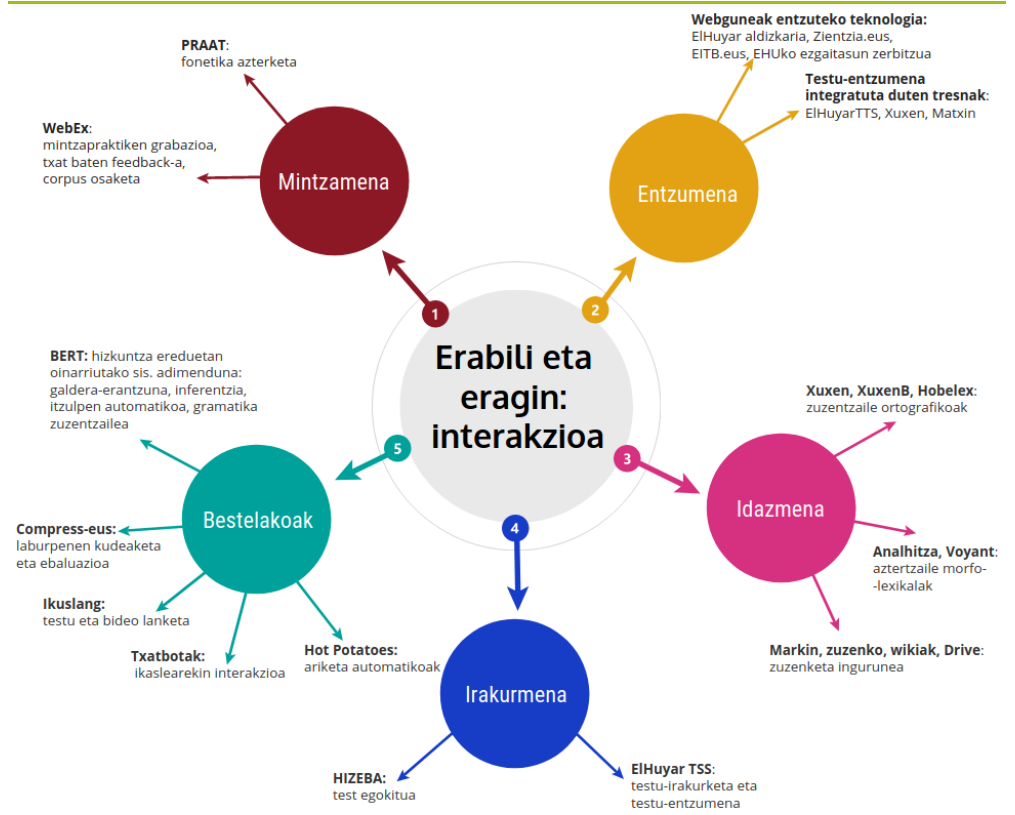 Webguneak entzuteko teknologia:
ElHuyar aldizkaria, Zientzia.eus,
EITB.eus, EHUko ezgaitasun zerbitzua
PRAAT:
fonetika azterketa
Testu-entzumena
integratuta duten tresnak:
ElHuyarTTS, Xuxen, Matxin
WebEx:
mintzapraktiken grabazioa,
txat baten feedback-a,
corpus osaketa
Mintzamena
Entzumena
1
2
Erabili eta
eragin:
interakzioa
BERT: hizkuntza ereduetan
oinarriutako sis. adimenduna:
galdera-erantzuna, inferentzia,
itzulpen automatikoa, gramatika
zuzentzailea
Xuxen, XuxenB, Hobelex:
zuzentzaile ortografikoak
5
3
4
Bestelakoak
Idazmena
Compress-eus:
laburpenen kudeaketa
eta ebaluazioa
Analhitza, Voyant:
aztertzaile morfo-
-lexikalak
Ikuslang:
testu eta bideo lanketa
Txatbotak:
ikaslearekin interakzioa
Hot Potatoes:
ariketa automatikoak
Markin, zuzenko, wikiak, Drive:
zuzenketa ingurunea
Irakurmena
HIZEBA:
test egokitua
ElHuyar TSS:
testu-irakurketa eta
testu-entzumena